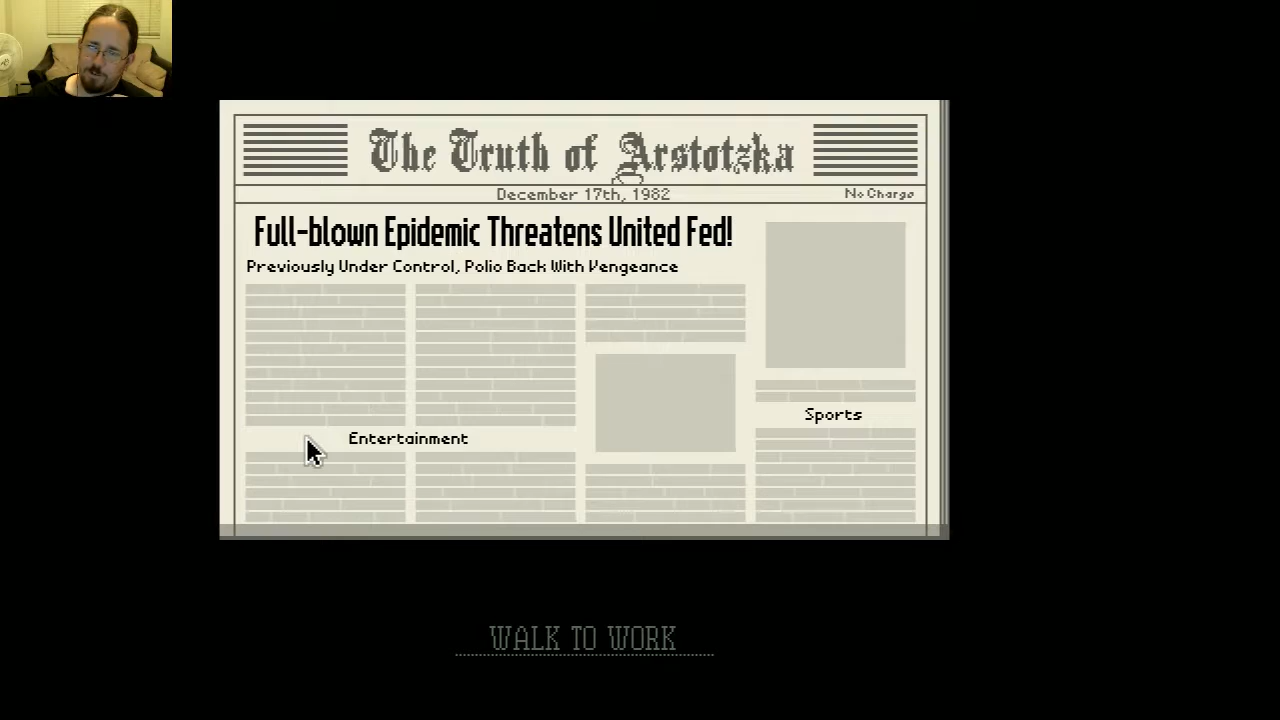 The Truth of Arstotzka
December 17th, 1982
No Charge
Full-blown Epidemic Threatens United Fed!
Previously Under Control, Polio Back With Vengeance
Sports
Entertainment
WALK TO WORK